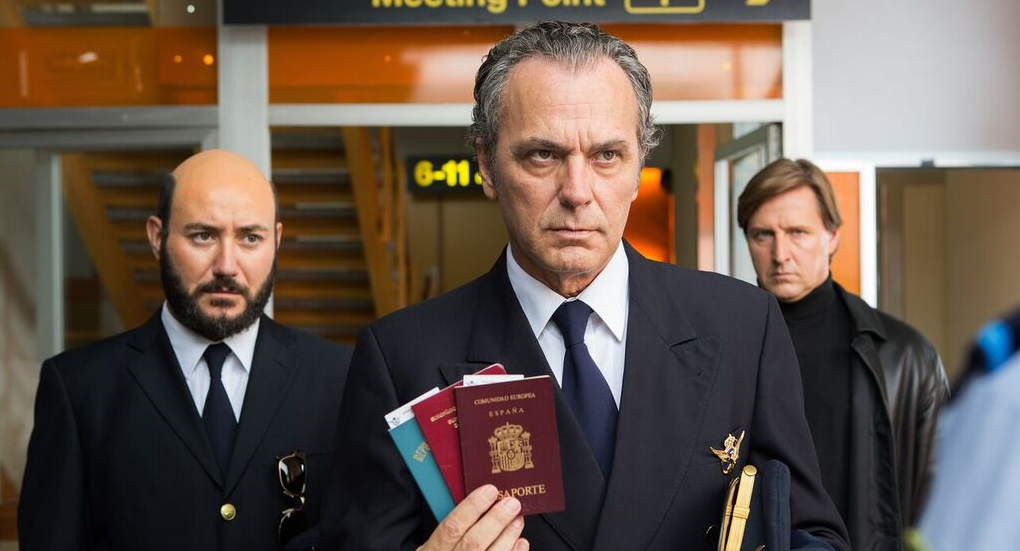 Meeting Point
6-11
COMUNIDAD EUROPEA
ESPAÑA
PASAPORTE